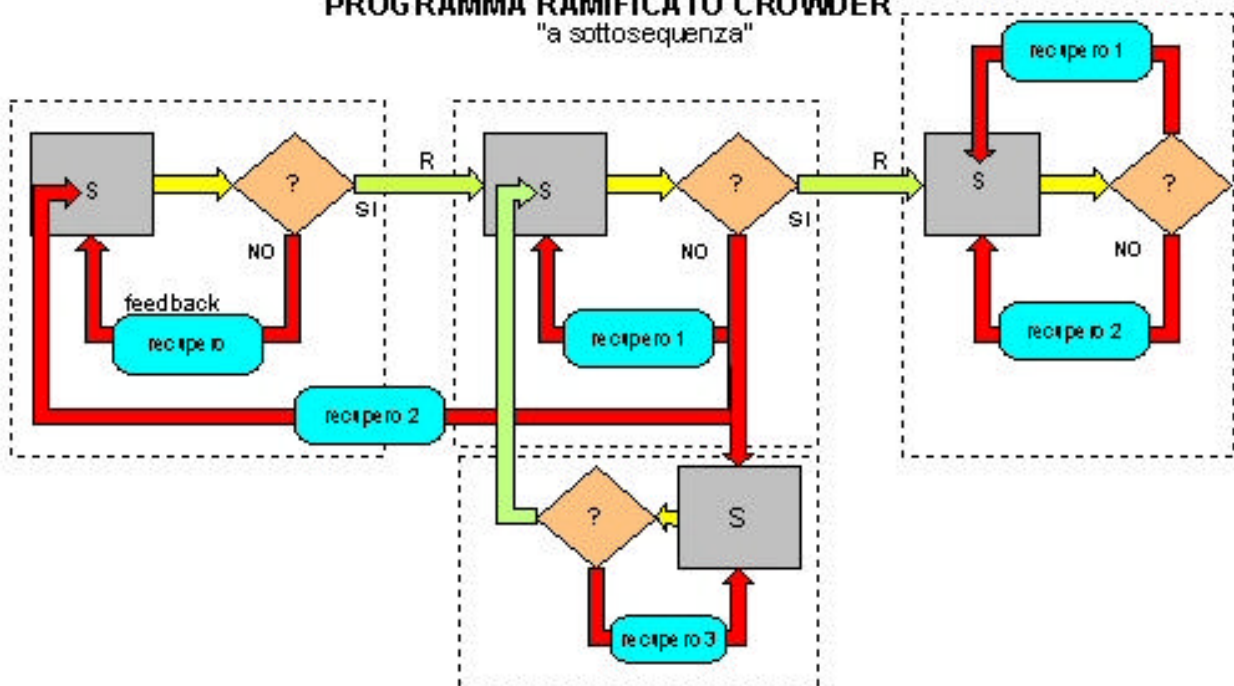 PROGRAMMA RAMIFICATO CROWDER
"a sottosequenza"
recupero 1
S
?
R
SI
NO
feedback
recupero
S
?
R
SI
NO
recupero 1
recupero 2
S
?
NO
recupero 2
?
S
recupero 3